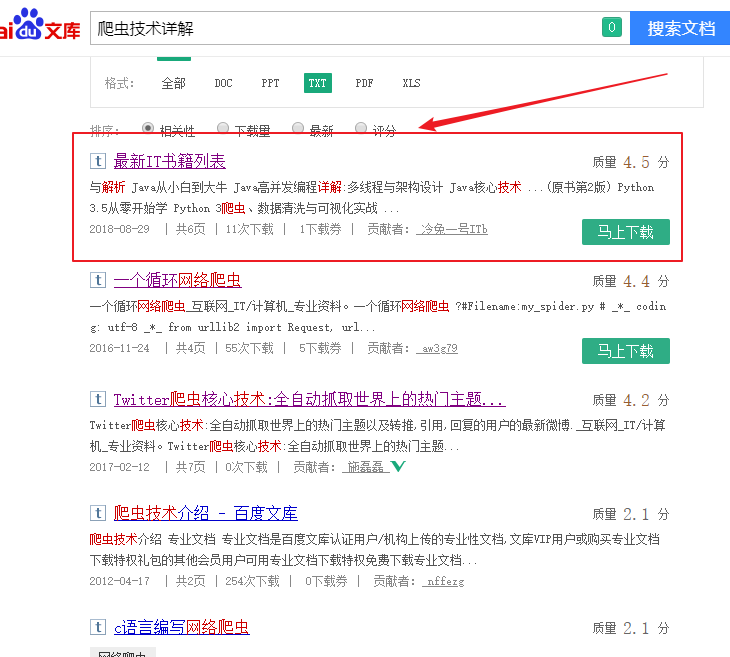 Bai du 文库 爬虫技术详解 0 搜索文档
格式： 全部 DOC PPT TXT PDF XLS
排序： 相关性 下载量 最新 评分
t 最新IT书籍列表 质量 4.5 分
与解析 Java从小白到大牛 Java高并发编程详解:多线程与架构设计 Java核心技术 ...(原书第2版) Python
3.5从零开始学 Python 3爬虫、数据清洗与可视化实战 ...
2018-08-29 | 共6页 | 11次下载 | 1下载券 | 贡献者： 冷兔一号ITb 马上下载
t 一个循环网络爬虫 质量 4.4 分
一个循环网络爬虫_互联网_IT/计算机_专业资料。一个循环网络爬虫 ?#Filename:my_spider.py # _*_ codin
g: utf-8 _*_ from urllib2 import Request, url...
2016-11-24 | 共4页 | 55次下载 | 5下载券 | 贡献者： aw3g79 马上下载
t Twitter爬虫核心技术:全自动抓取世界上的热门主题... 质量 4.2 分
Twitter爬虫核心技术:全自动抓取世界上的热门主题以及转推,引用,回复的用户的最新微博._互联网_IT/计算
机_专业资料。Twitter爬虫核心技术:全自动抓取世界上的热门主题...
2017-02-12 | 共7页 | 0次下载 | 贡献者： 施磊磊
t 爬虫技术介绍 - 百度文库 质量 2.1 分
爬虫技术介绍 专业文档 专业文档是百度文库认证用户/机构上传的专业性文档,文库VIP用户或购买专业文档
下载特权礼包的其他会员用户可用专业文档下载特权免费下载专业文档...
2012-04-17 | 共2页 | 254次下载 | 0下载券 | 贡献者： nffezg
t c语言编写网络爬虫 质量 2.1 分
网络爬虫